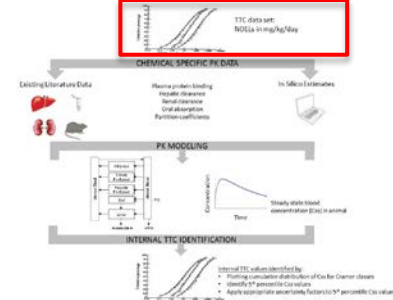 TTC data set:
NOELs in mg/kg/day
CHEMICAL SPECIFIC PK DATA
Existing Literature Data
Plasma protein binding
Hepatic clearance
Renal clearance
Oral absorption
Partition coefficients
In Silico Estimates
PK MODELING
Concentration
Time
Steady state blood
concentration (Css) in animal
INTERNAL TTC IDENTIFICATION
Internal TTC values identified by:
• Plotting cumulative distribution of Css for Cramer classes
• Identify 5th percentile Css values
• Apply appropriate uncertainty factors to 5th percentile Css values